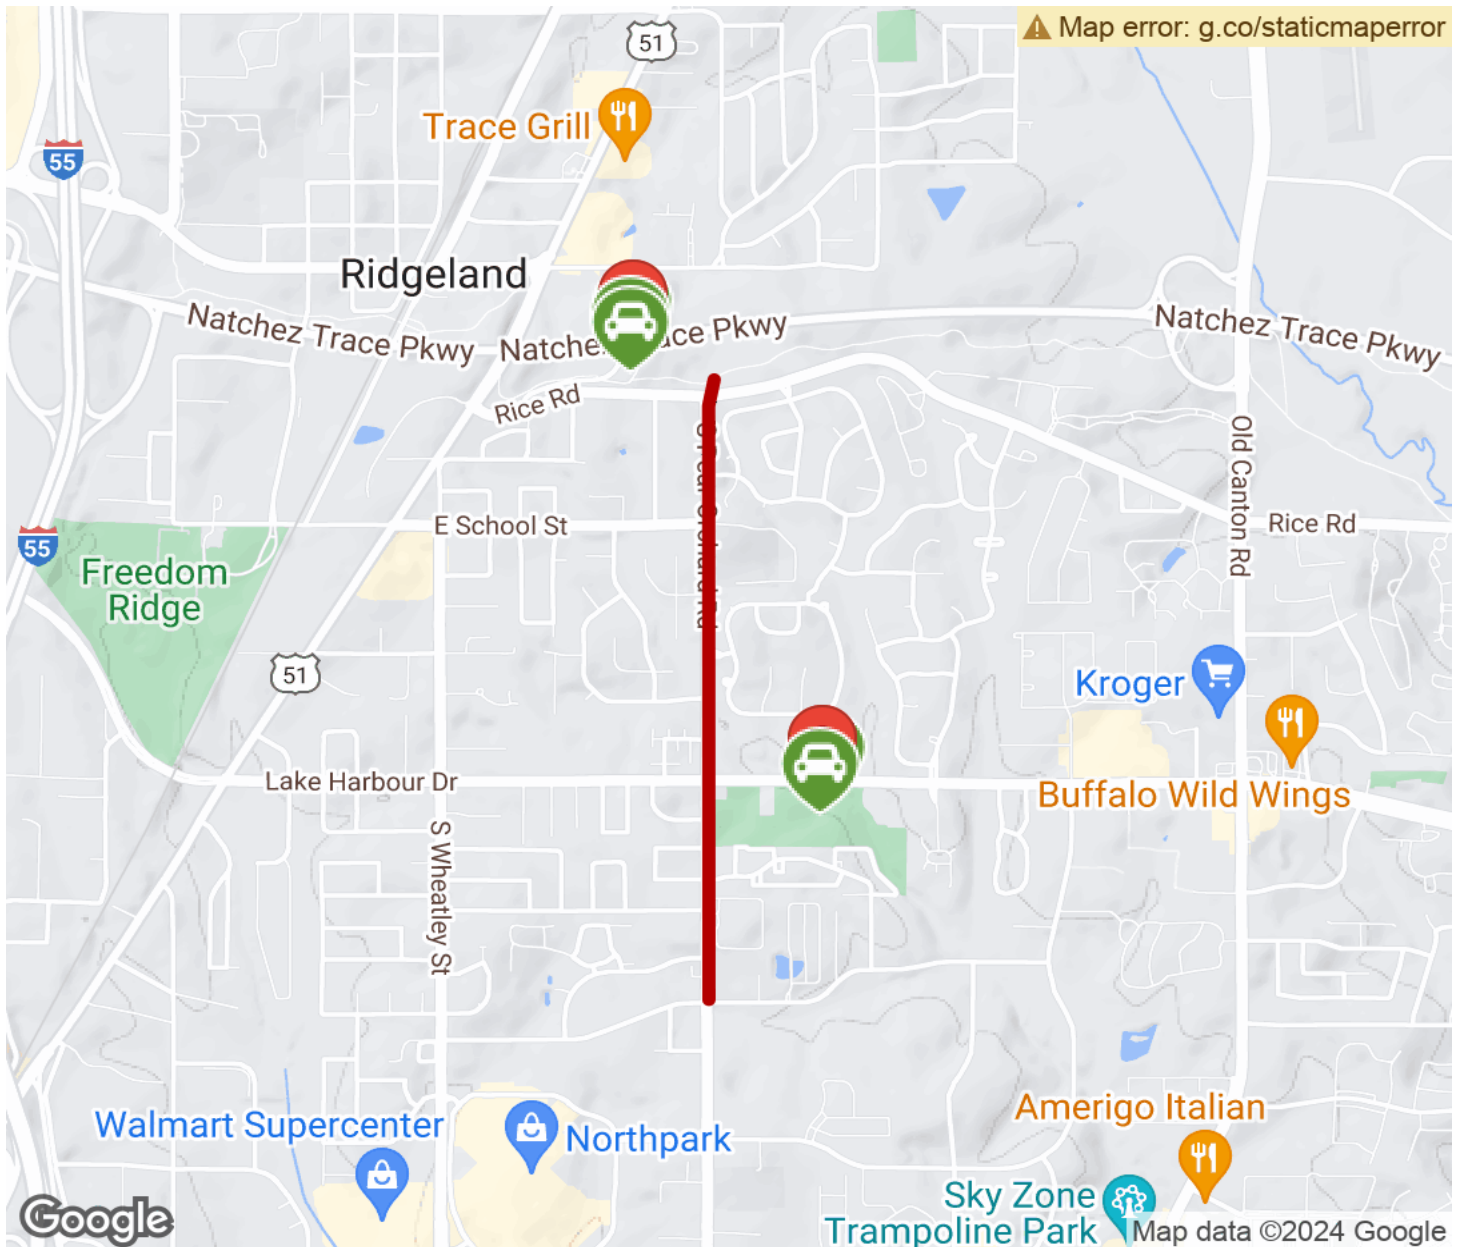 Map error: g.co/staticmaperror
51
Trace Grill
55
Ridgeland
Natchez Trace Pkwy
Natchez Trace Pkwy
Natchez Trace Pkwy
Rice Rd
Old Canton Rd
E School St
Rice Rd
55
Freedom
Ridge
51
Kroger
Lake Harbour Dr
Buffalo Wild Wings
S Wheatley St
Amerigo Italian
Walmart Supercenter
Northpark
Sky Zone
Trampoline Park
Google
Map data ©2024 Google